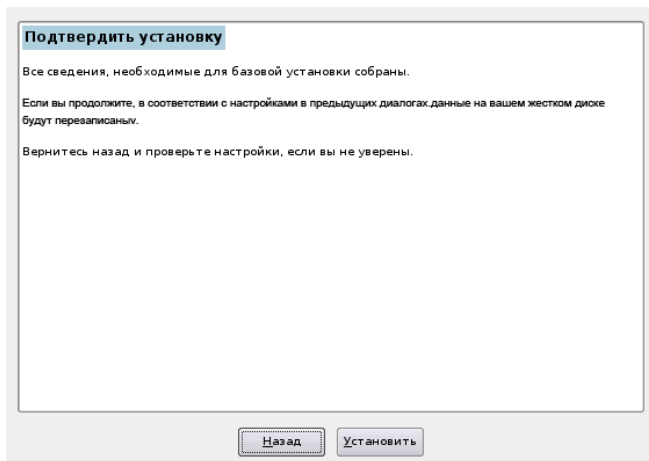 Подтвердить установку
Все сведения, необходимые для базовой установки собраны.
Если вы продолжите, в соответствии с настройками в предыдущих диалогах.данные на вашем жестком диске
будут перезаписаныv.
Вернитесь назад и проверьте настройки, если вы не уверены.
Назад
Установить